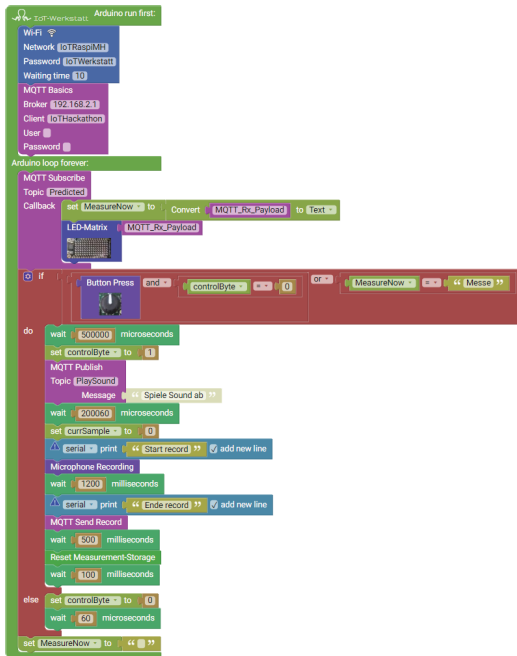 IoT-Werkstatt Arduino run first:
Wi-Fi
Network IoTRaspiMH
Password IoTWerkstatt
Waiting time 10
MQTT Basics
Broker 192.168.2.1
Client IoTHackathon
User
Password
Arduino loop forever:
MQTT Subscribe
Topic Predicted
Callback set MeasureNow to Convert MQTT_Rx_Payload to Text
LED-Matrix MQTT_Rx_Payload
if Button Press and controlByte = 0 or MeasureNow = “ Messe ”
do wait 500000 microseconds
set controlByte to 1
MQTT Publish
Topic PlaySound
Message “ Spiele Sound ab ”
wait 200060 microseconds
set currSample to 0
serial print “ Start record ” add new line
Microphone Recording
wait 1200 milliseconds
serial print “ Ende record ” add new line
MQTT Send Record
wait 500 milliseconds
Reset Measurement-Storage
wait 100 milliseconds
else set controlByte to 0
wait 60 microseconds
set MeasureNow to “ ”